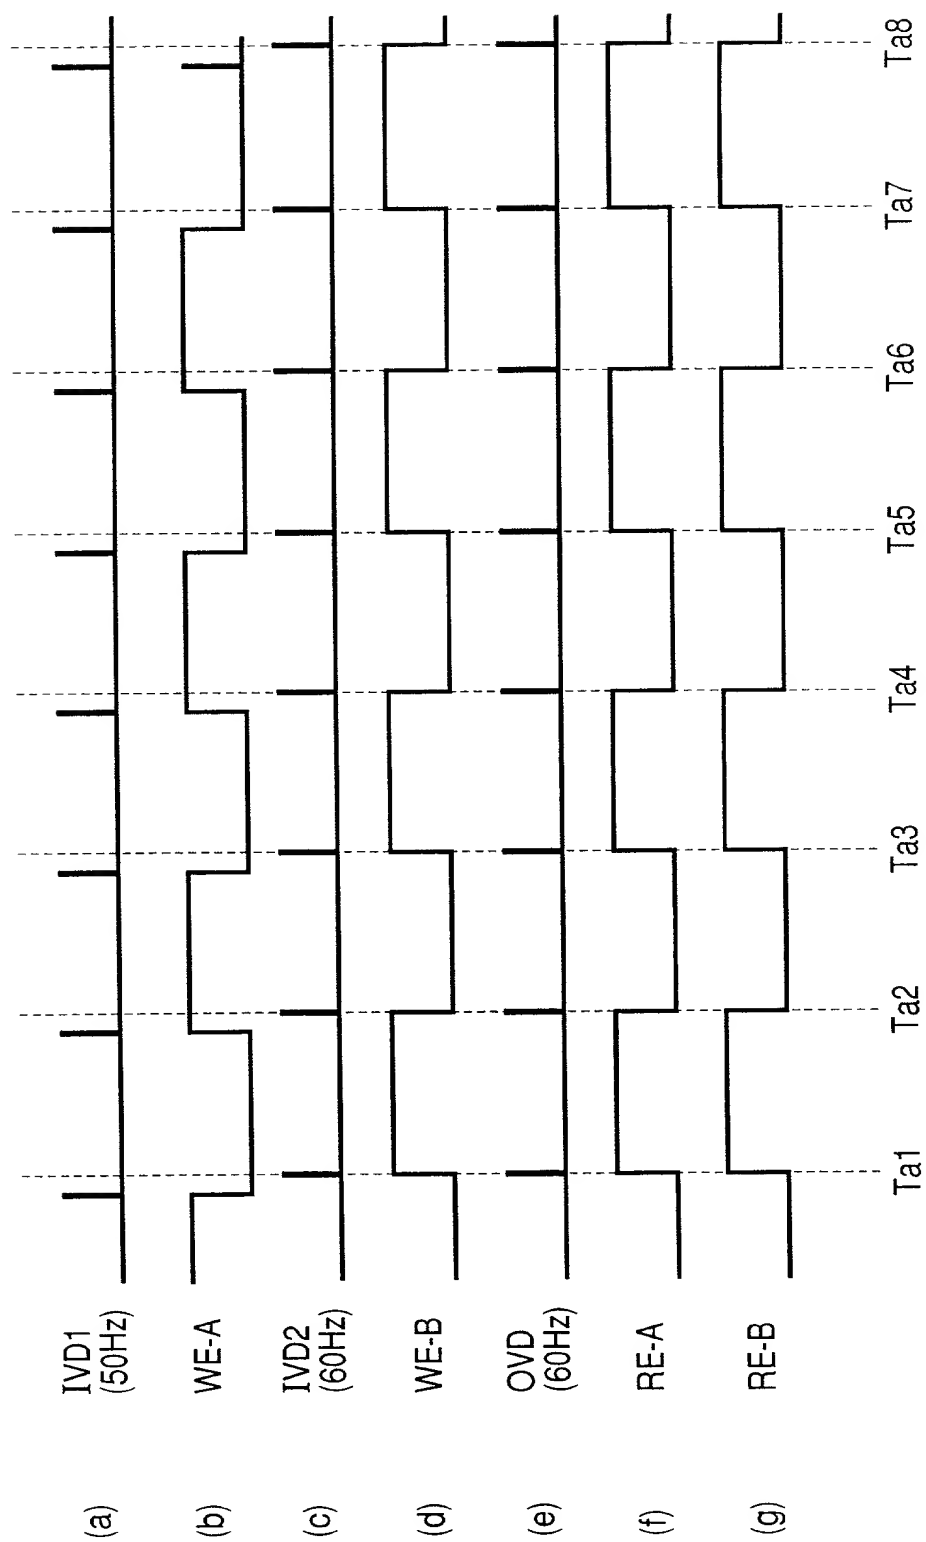 (a) IVD1
(50Hz)
(b) WE-A
(c) IVD2
(60Hz)
(d) WE-B
(e) OVD
(60Hz)
(f) RE-A
(g) RE-B
Ta1 Ta2 Ta3 Ta4 Ta5 Ta6 Ta7 Ta8